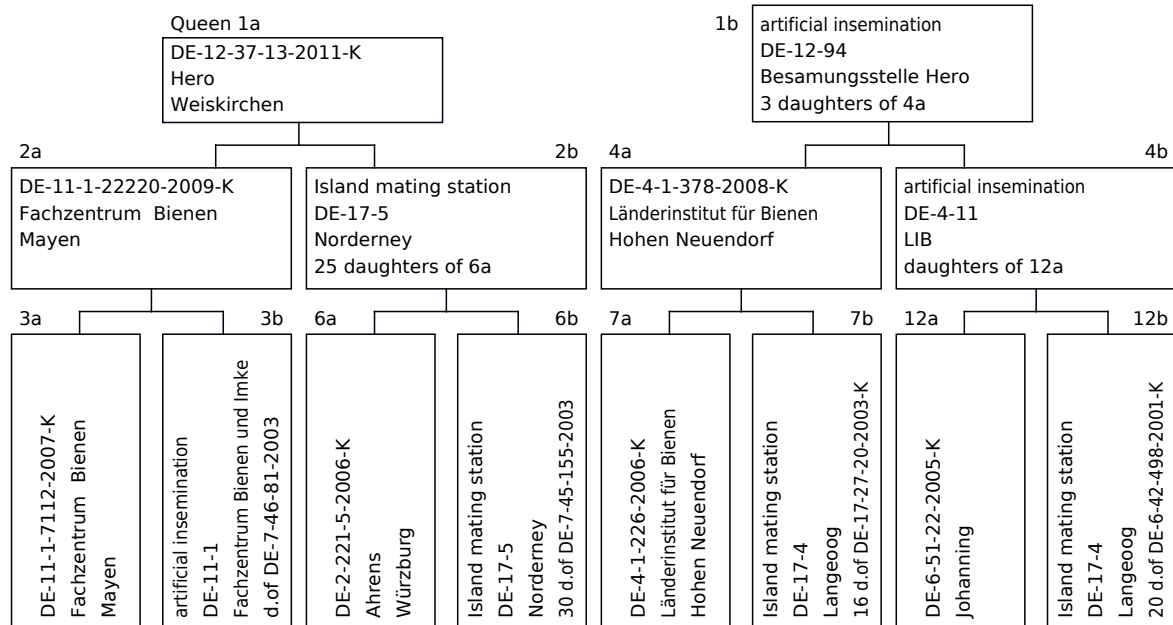 Queen 1a
DE-12-37-13-2011-K
Hero
Weiskirchen
1b
artificial insemination
DE-12-94
Besamungsstelle Hero
3 daughters of 4a
2a
DE-11-1-22220-2009-K
Fachzentrum Bienen
Mayen
2b
Island mating station
DE-17-5
Norderney
25 daughters of 6a
4a
DE-4-1-378-2008-K
Länderinstitut für Bienen
Hohen Neuendorf
4b
artificial insemination
DE-4-11
LIB
daughters of 12a
3a
DE-11-1-7112-2007-K
Fachzentrum Bienen
Mayen
3b
artificial insemination
DE-11-1
Fachzentrum Bienen und Imke
d.of DE-7-46-81-2003
6a
DE-2-221-5-2006-K
Ahrens
Würzburg
6b
Island mating station
DE-17-5
Norderney
30 d.of DE-7-45-155-2003
7a
DE-4-1-226-2006-K
Länderinstitut für Bienen
Hohen Neuendorf
7b
Island mating station
DE-17-4
Langeoog
16 d.of DE-17-27-20-2003-K
12a
DE-6-51-22-2005-K
Johanning
12b
Island mating station
DE-17-4
Langeoog
20 d.of DE-6-42-498-2001-K